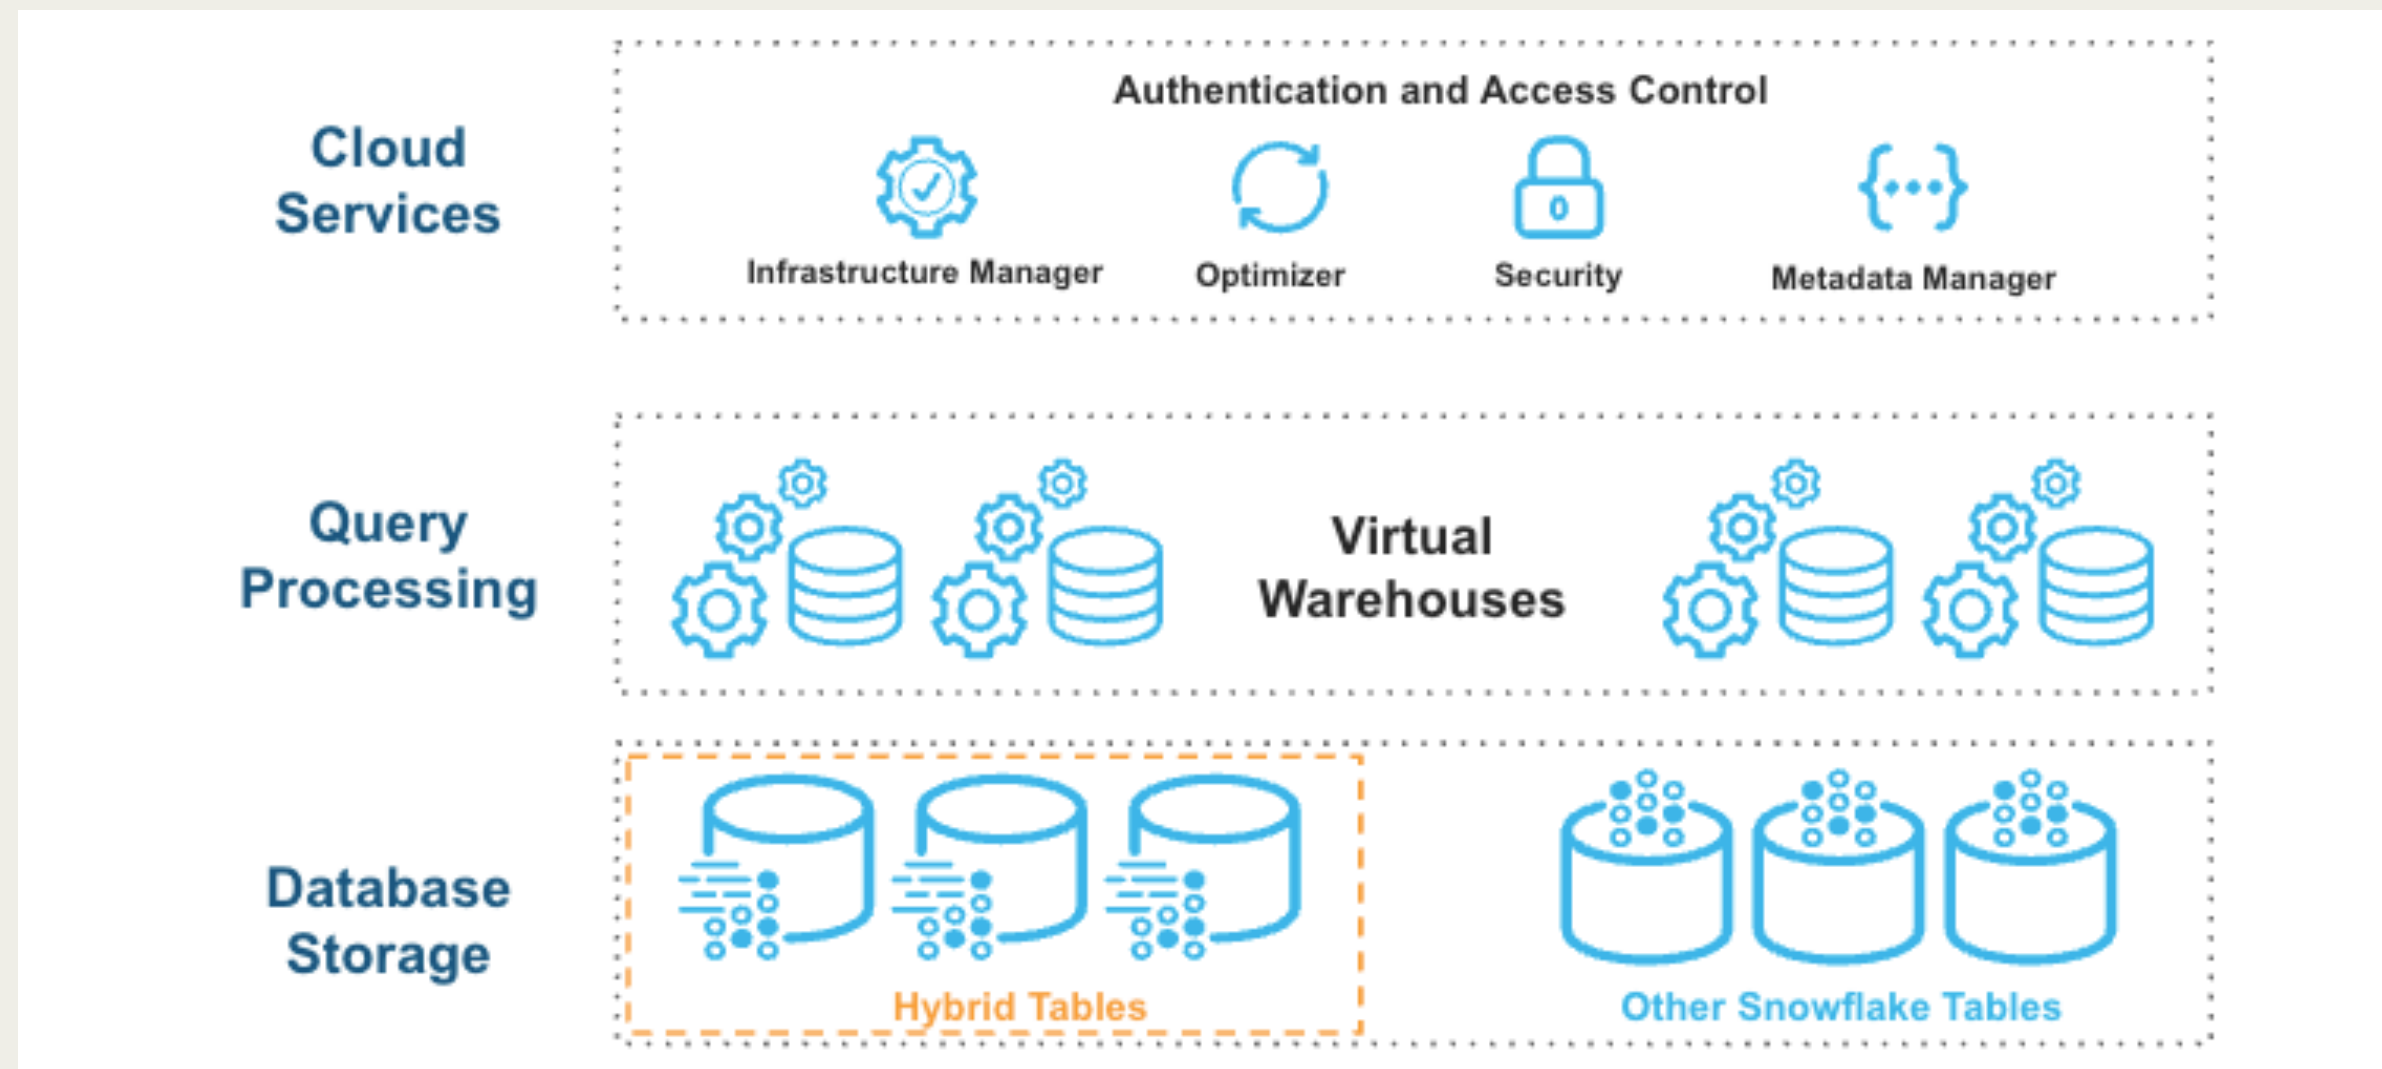 Cloud
Services
Authentication and Access Control
Infrastructure Manager
Optimizer
Security
Metadata Manager
Query
Processing
Virtual
Warehouses
Database
Storage
Hybrid Tables
Other Snowflake Tables